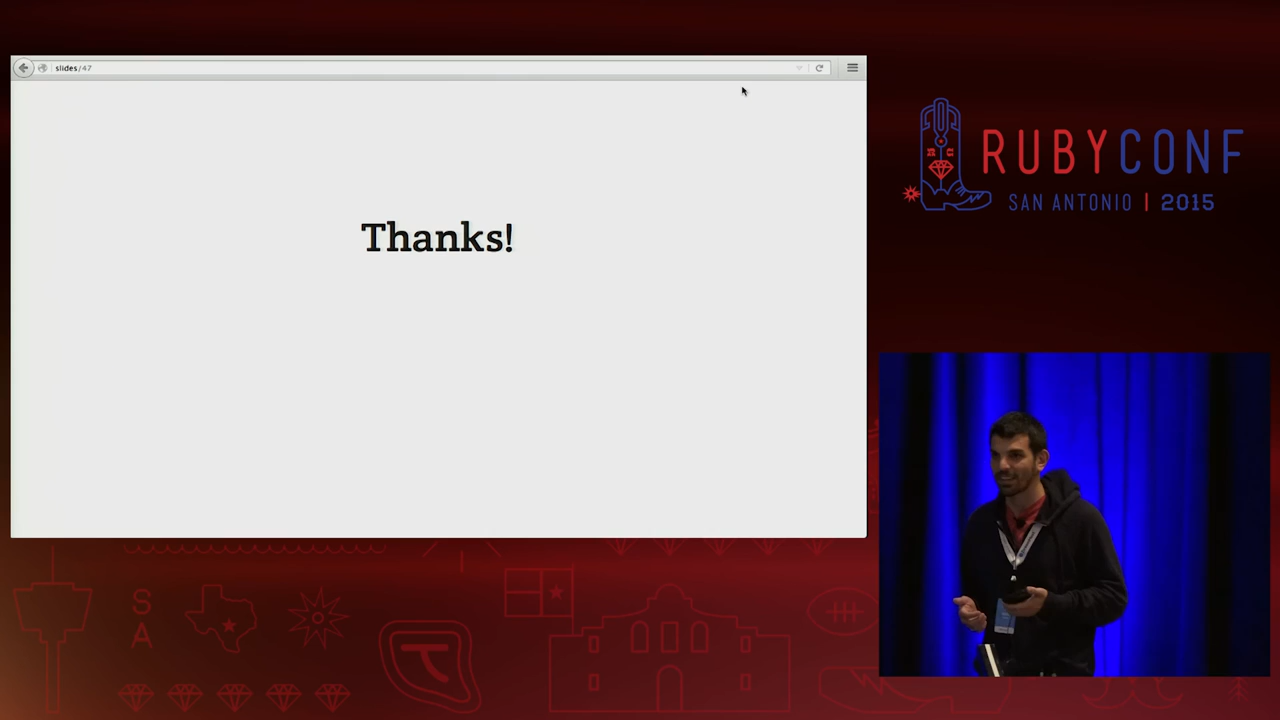 slides/47
Thanks!
RUBYCONF
SAN ANTONIO | 2015
S
A